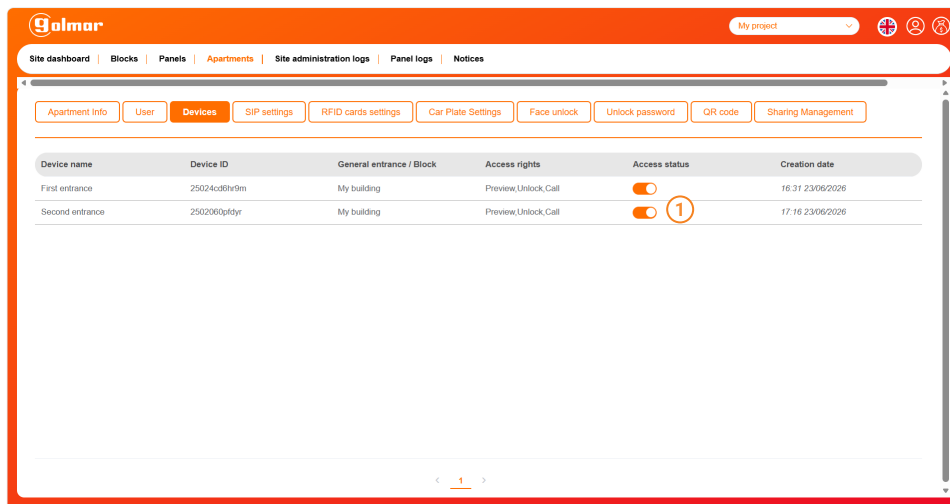 golmar
My project
Site dashboard Blocks Panels Apartments Site administration logs Panel logs Notices
Apartment Info User Devices SIP settings RFID cards settings Car Plate Settings Face unlock Unlock password QR code Sharing Management
Device name Device ID General entrance / Block Access rights Access status Creation date
First entrance 25024cd6hr9m My building Preview,Unlock,Call 16:31 23/06/2026
Second entrance 2502060pfdyr My building Preview,Unlock,Call 1 17:16 23/06/2026
< 1 >